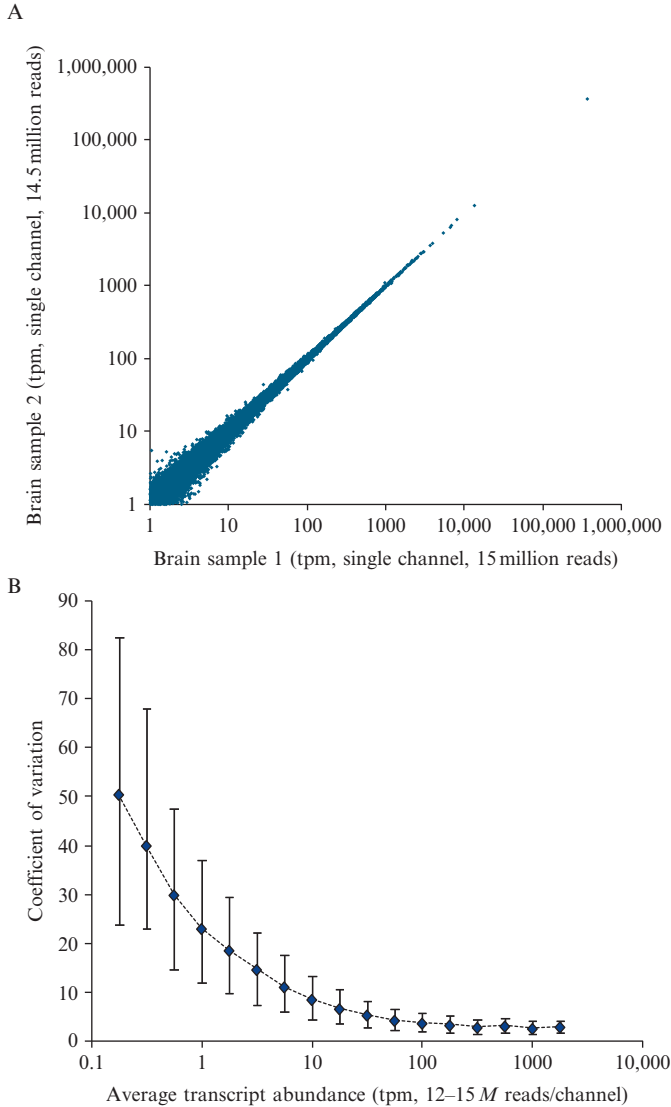 A
Brain sample 2 (tpm, single channel, 14.5 million reads)
1,000,000
100,000
10,000
1000
100
10
1
1 10 100 1000 10,000 100,000 1,000,000
Brain sample 1 (tpm, single channel, 15 million reads)
B
Coefficient of variation
90
80
70
60
50
40
30
20
10
0
0.1 1 10 100 1000 10,000
Average transcript abundance (tpm, 12–15 M reads/channel)